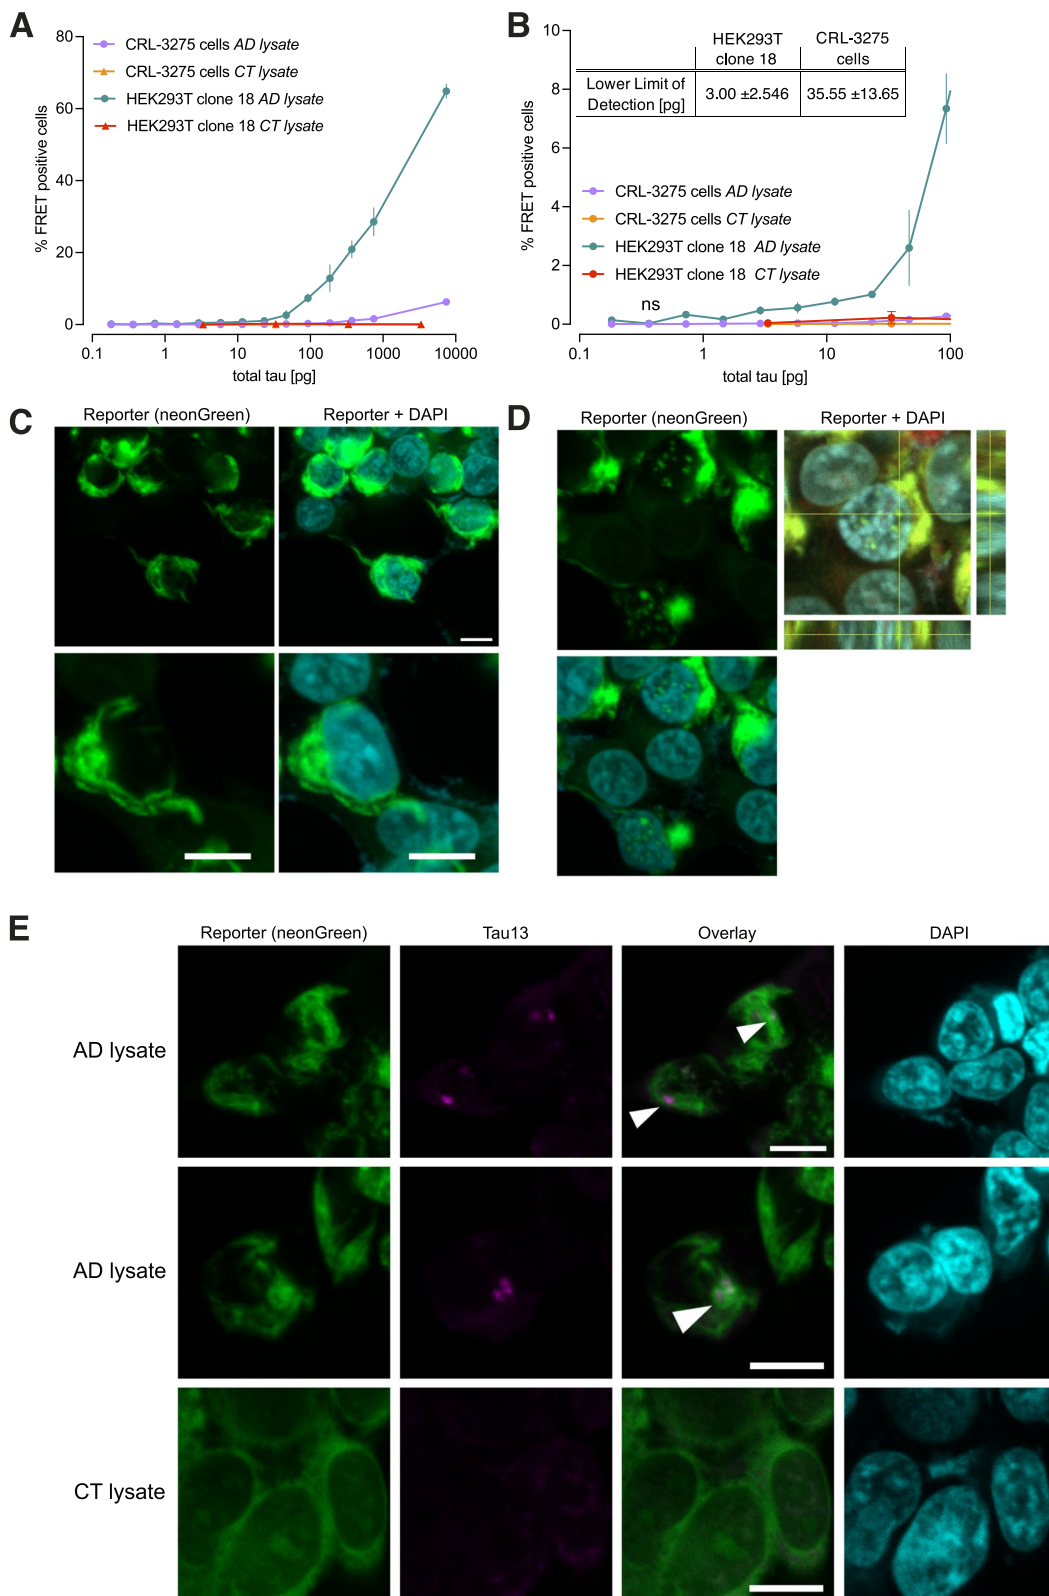 A
80
60
40
20
0
% FRET positive cells
CRL-3275 cells AD lysate
CRL-3275 cells CT lysate
HEK293T clone 18 AD lysate
HEK293T clone 18 CT lysate
0.1
1
10
100
1000
10000
total tau [pg]
B
10
8
6
4
2
0
% FRET positive cells
HEK293T clone 18
CRL-3275 cells
Lower Limit of Detection [pg]
3.00 ±2.546
35.55 ±13.65
CRL-3275 cells AD lysate
CRL-3275 cells CT lysate
HEK293T clone 18 AD lysate
HEK293T clone 18 CT lysate
ns
0.1
1
10
100
total tau [pg]
C
Reporter (neonGreen)
Reporter + DAPI
D
Reporter (neonGreen)
Reporter + DAPI
E
Reporter (neonGreen)
Tau13
Overlay
DAPI
AD lysate
AD lysate
CT lysate